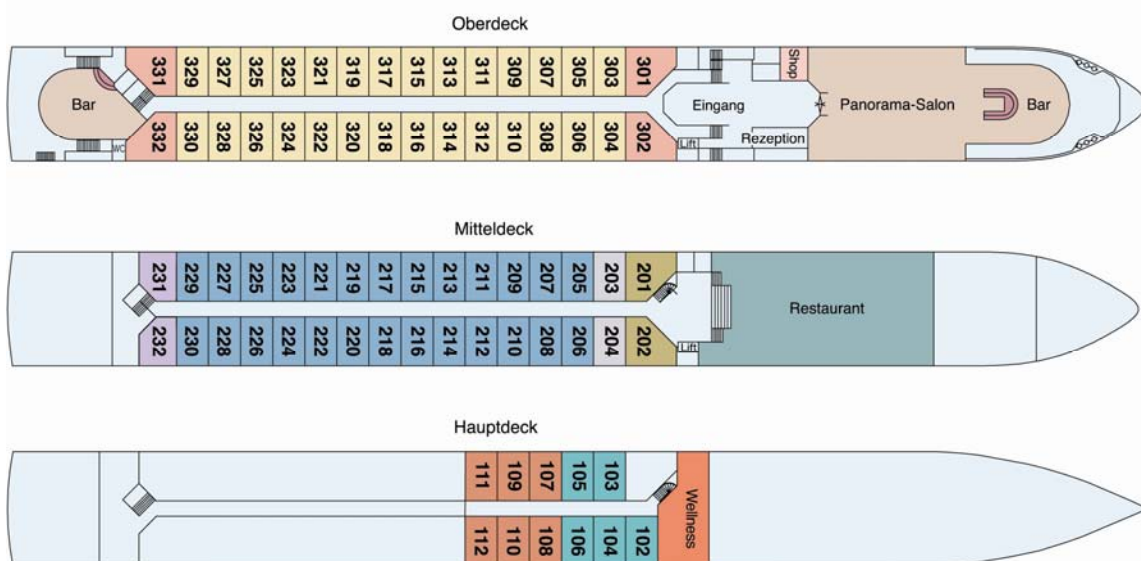 Oberdeck
331 329 327 325 323 321 319 317 315 313 311 309 307 305 303 301 Shop
Bar Eingang Panorama-Salon Bar
332 330 328 326 324 322 320 318 316 314 312 310 308 306 304 302 Rezeption
WC Lift
Mitteldeck
231 229 227 225 223 221 219 217 215 213 211 209 207 205 203 201
Restaurant
232 230 228 226 224 222 220 218 216 214 212 210 208 206 204 202 Lift
Hauptdeck
111 109 107 105 103
Wellness
112 110 108 106 104 102